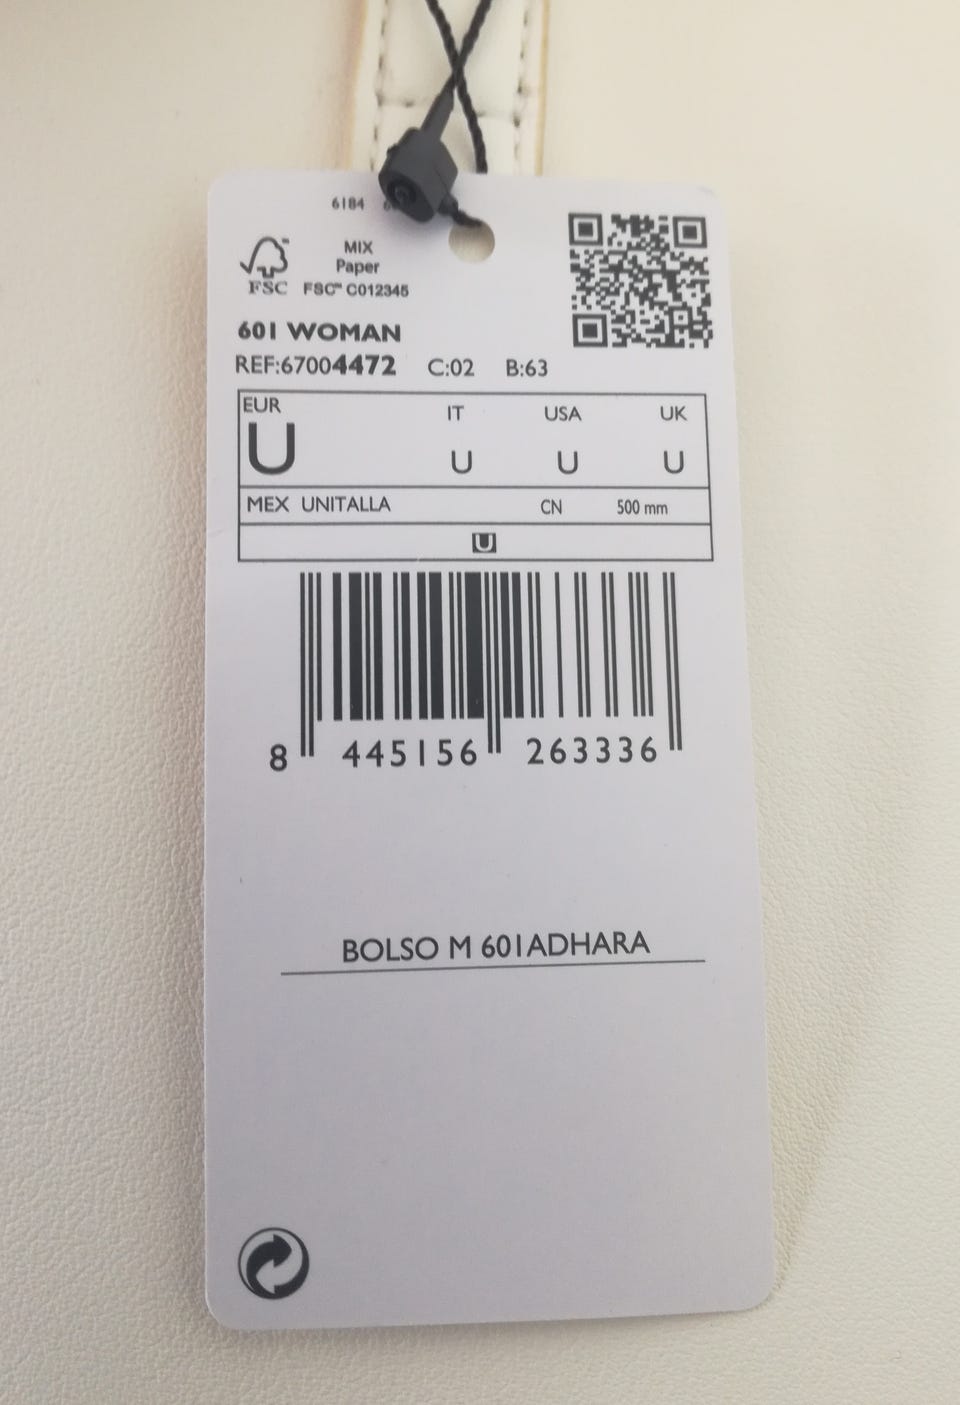 6184
MIX
Paper
FSC FSC™ C012345
601 WOMAN
REF:67004472 C:02 B:63
EUR IT USA UK
U U U U
MEX UNITALLA CN 500 mm
U
8 445156 263336
BOLSO M 601ADHARA